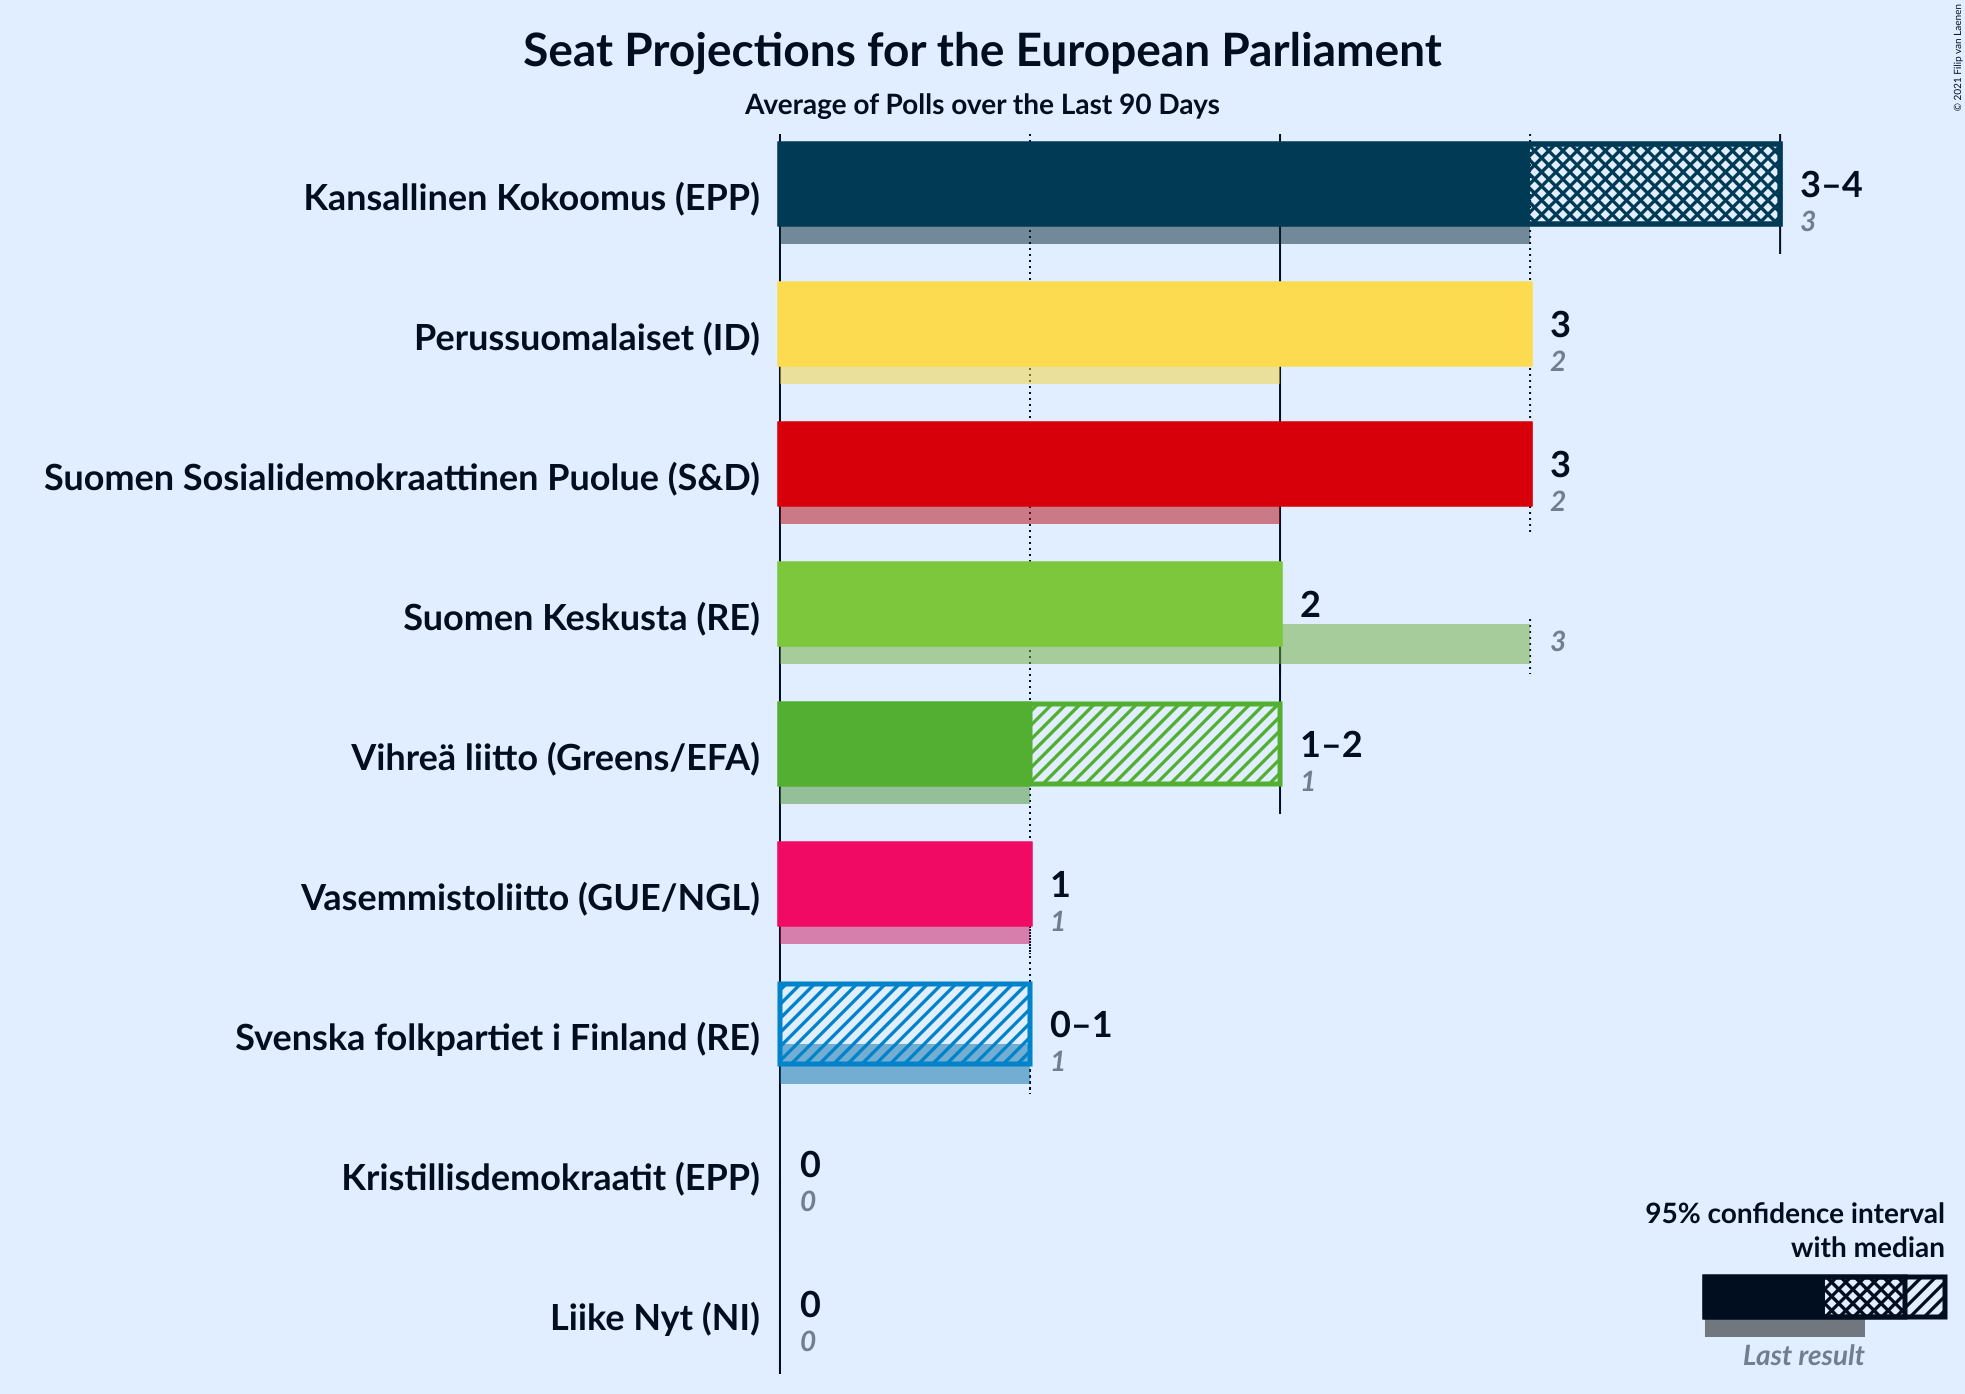 Seat Projections for the European Parliament
Average of Polls over the Last 90 Days
© 2021 Filip van Laenen
Kansallinen Kokoomus (EPP)
3–4
3
Perussuomalaiset (ID)
3
2
Suomen Sosialidemokraattinen Puolue (S&D)
3
2
Suomen Keskusta (RE)
2
3
Vihreä liitto (Greens/EFA)
1–2
1
Vasemmistoliitto (GUE/NGL)
1
1
Svenska folkpartiet i Finland (RE)
0–1
1
Kristillisdemokraatit (EPP)
0
0
Liike Nyt (NI)
0
0
95% confidence interval
with median
Last result